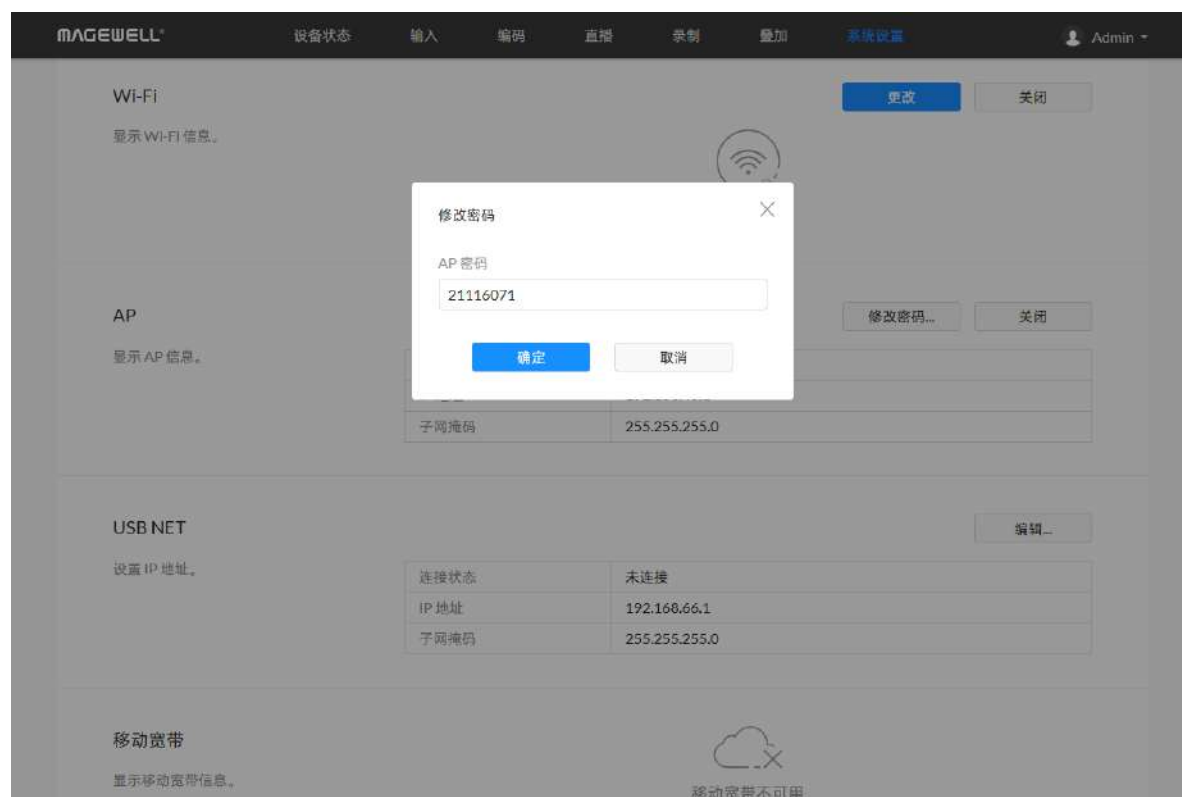 MAGEWELL 设备状态 输入 编码 直播 录制 叠加 系统设置 Admin
Wi-Fi 更改 关闭
显示 Wi-Fi 信息。
修改密码
AP 密码
21116071
确定 取消
AP 修改密码... 关闭
显示 AP 信息。
子网掩码 255.255.255.0
USB NET 编辑...
设置 IP 地址。
连接状态 未连接
IP 地址 192.168.66.1
子网掩码 255.255.255.0
移动宽带
显示移动宽带信息。
移动宽带不可用